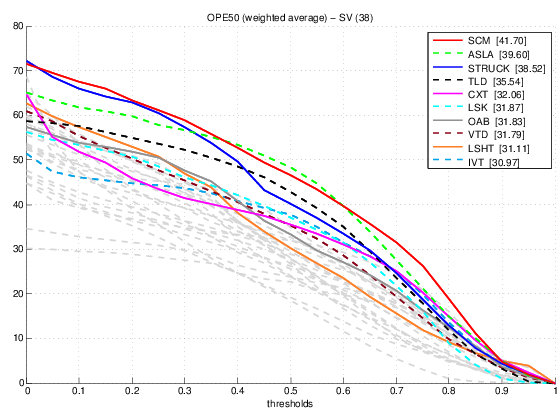 OPE50 (weighted average) – SV (38)
80
70
60
50
40
30
20
10
0
0 0.1 0.2 0.3 0.4 0.5 0.6 0.7 0.8 0.9 1
thresholds
SCM [41.70]
ASLA [39.60]
STRUCK [38.52]
TLD [35.54]
CXT [32.06]
LSK [31.87]
OAB [31.83]
VTD [31.79]
LSHT [31.11]
IVT [30.97]